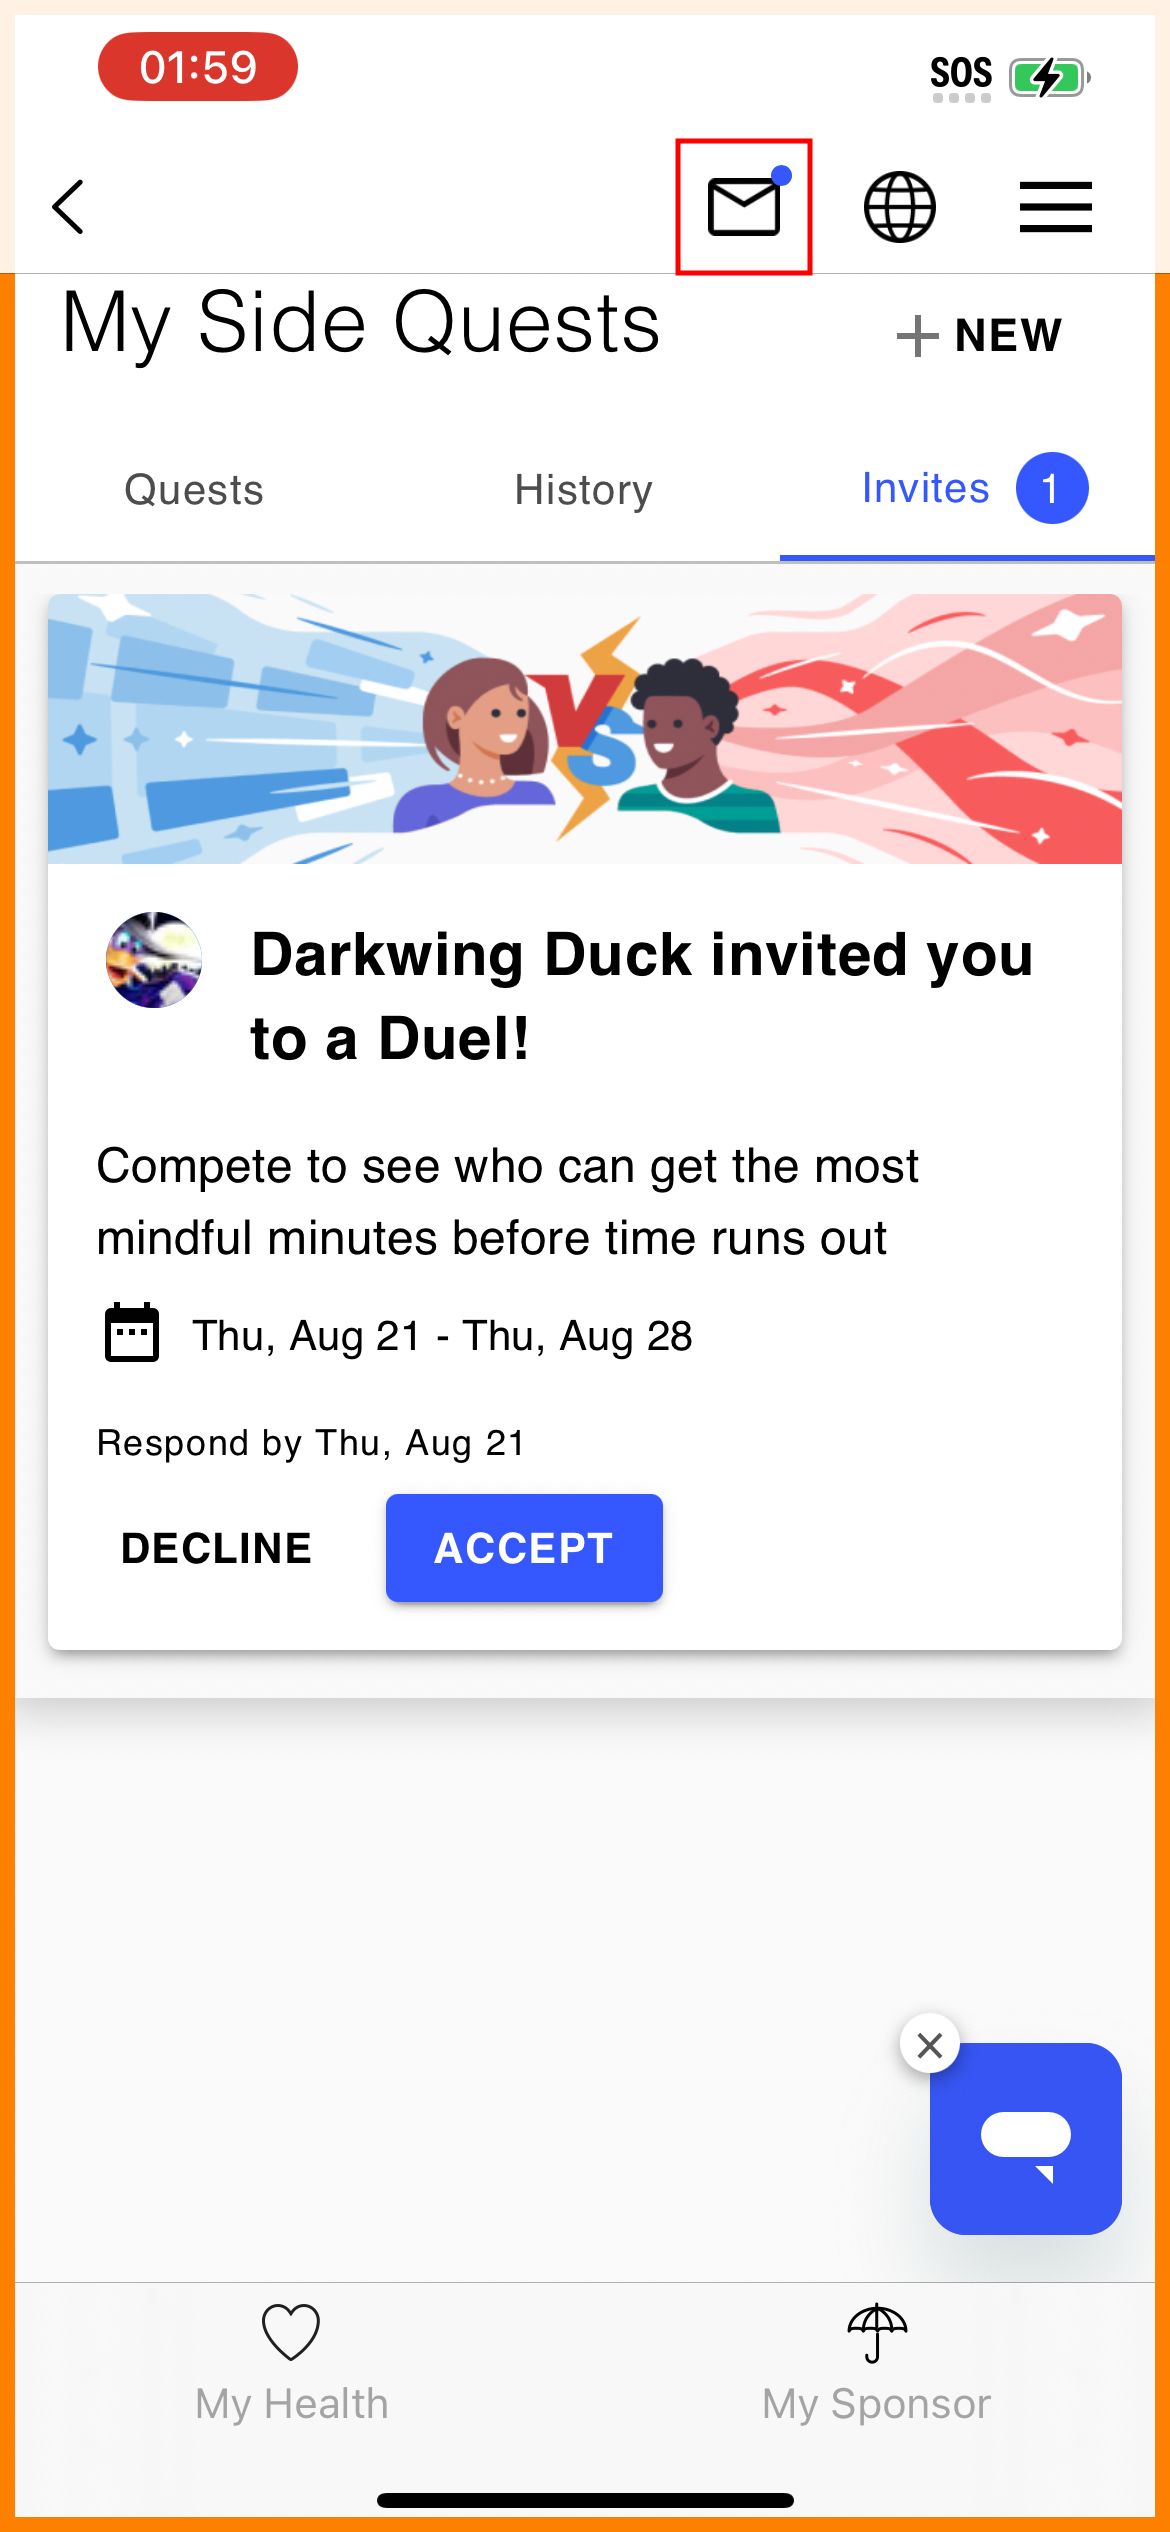 01:59
SOS
My Side Quests
NEW
Quests
History
Invites 1
VS
Darkwing Duck invited you
to a Duel!
Compete to see who can get the most
mindful minutes before time runs out
Thu, Aug 21 - Thu, Aug 28
Respond by Thu, Aug 21
DECLINE
ACCEPT
My Health
My Sponsor